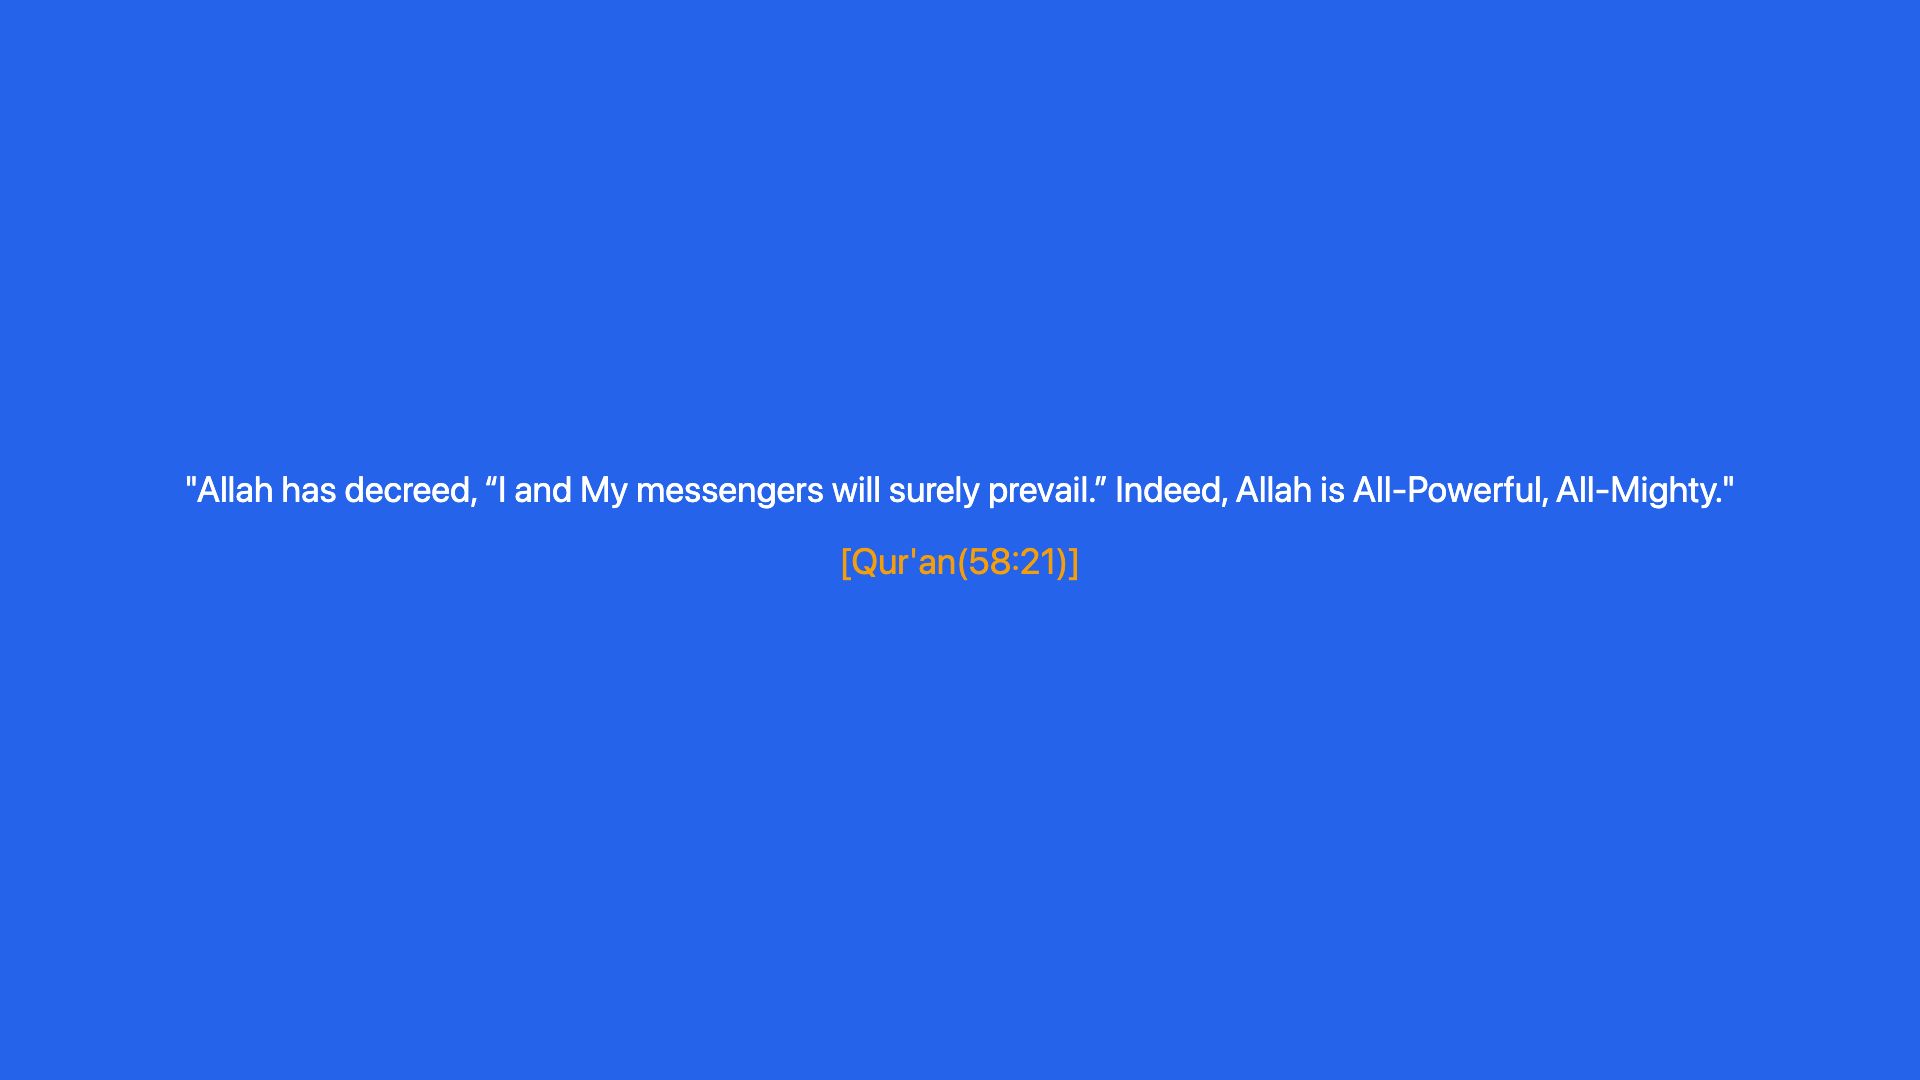 "Allah has decreed, “I and My messengers will surely prevail.” Indeed, Allah is All-Powerful, All-Mighty."
[Qur'an(58:21)]